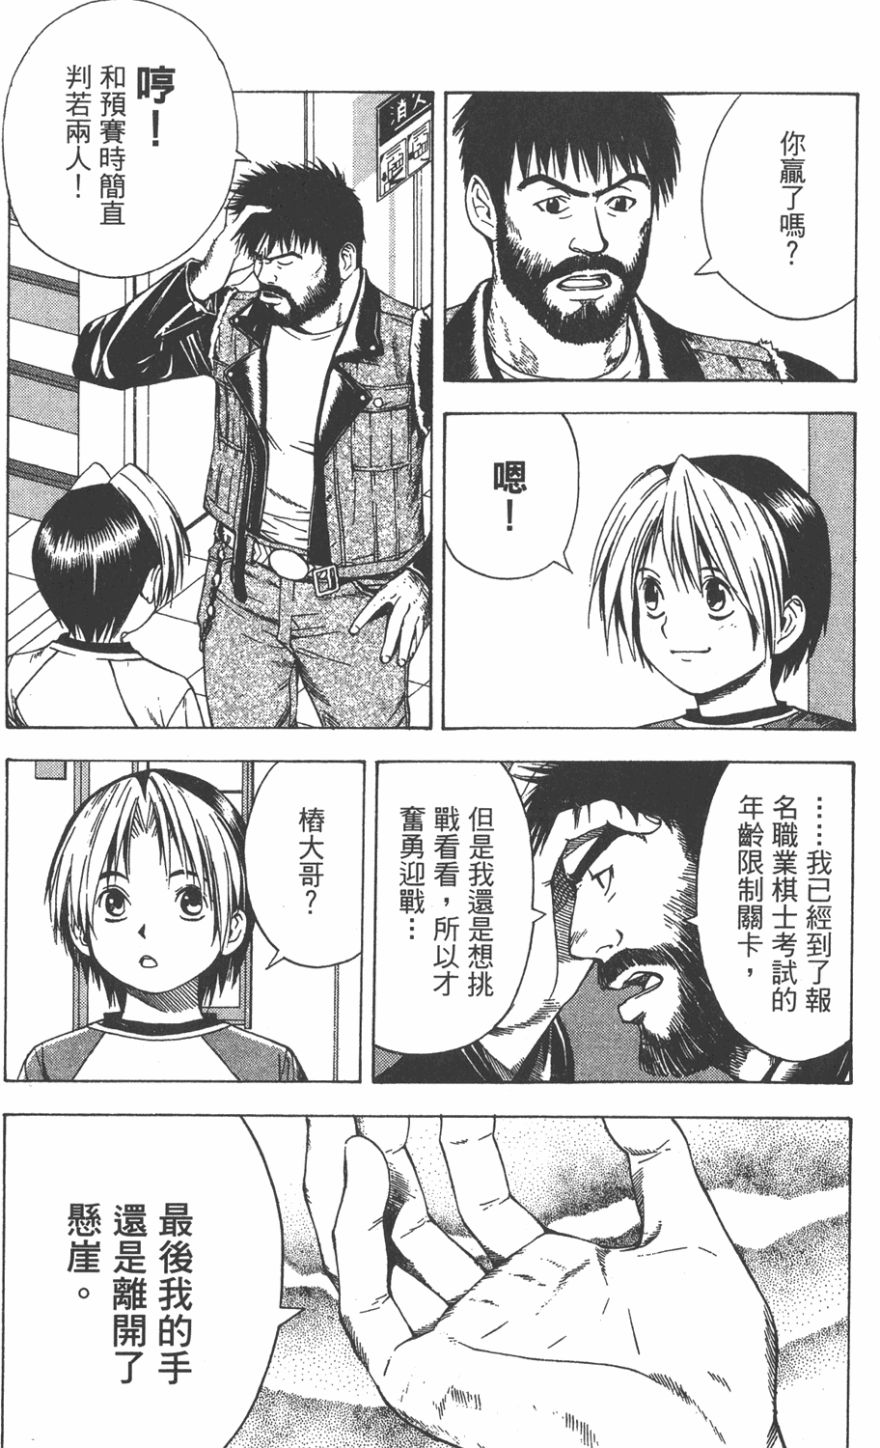 你贏了嗎？
嗯！
哼！
和預賽時簡直
判若兩人！
……我已經到了報
名職業棋士考試的
年齡限制關卡，
但是我還是想挑
戰看看，所以才
奮勇迎戰…
樁大哥？
最後我的手
還是離開了
懸崖。